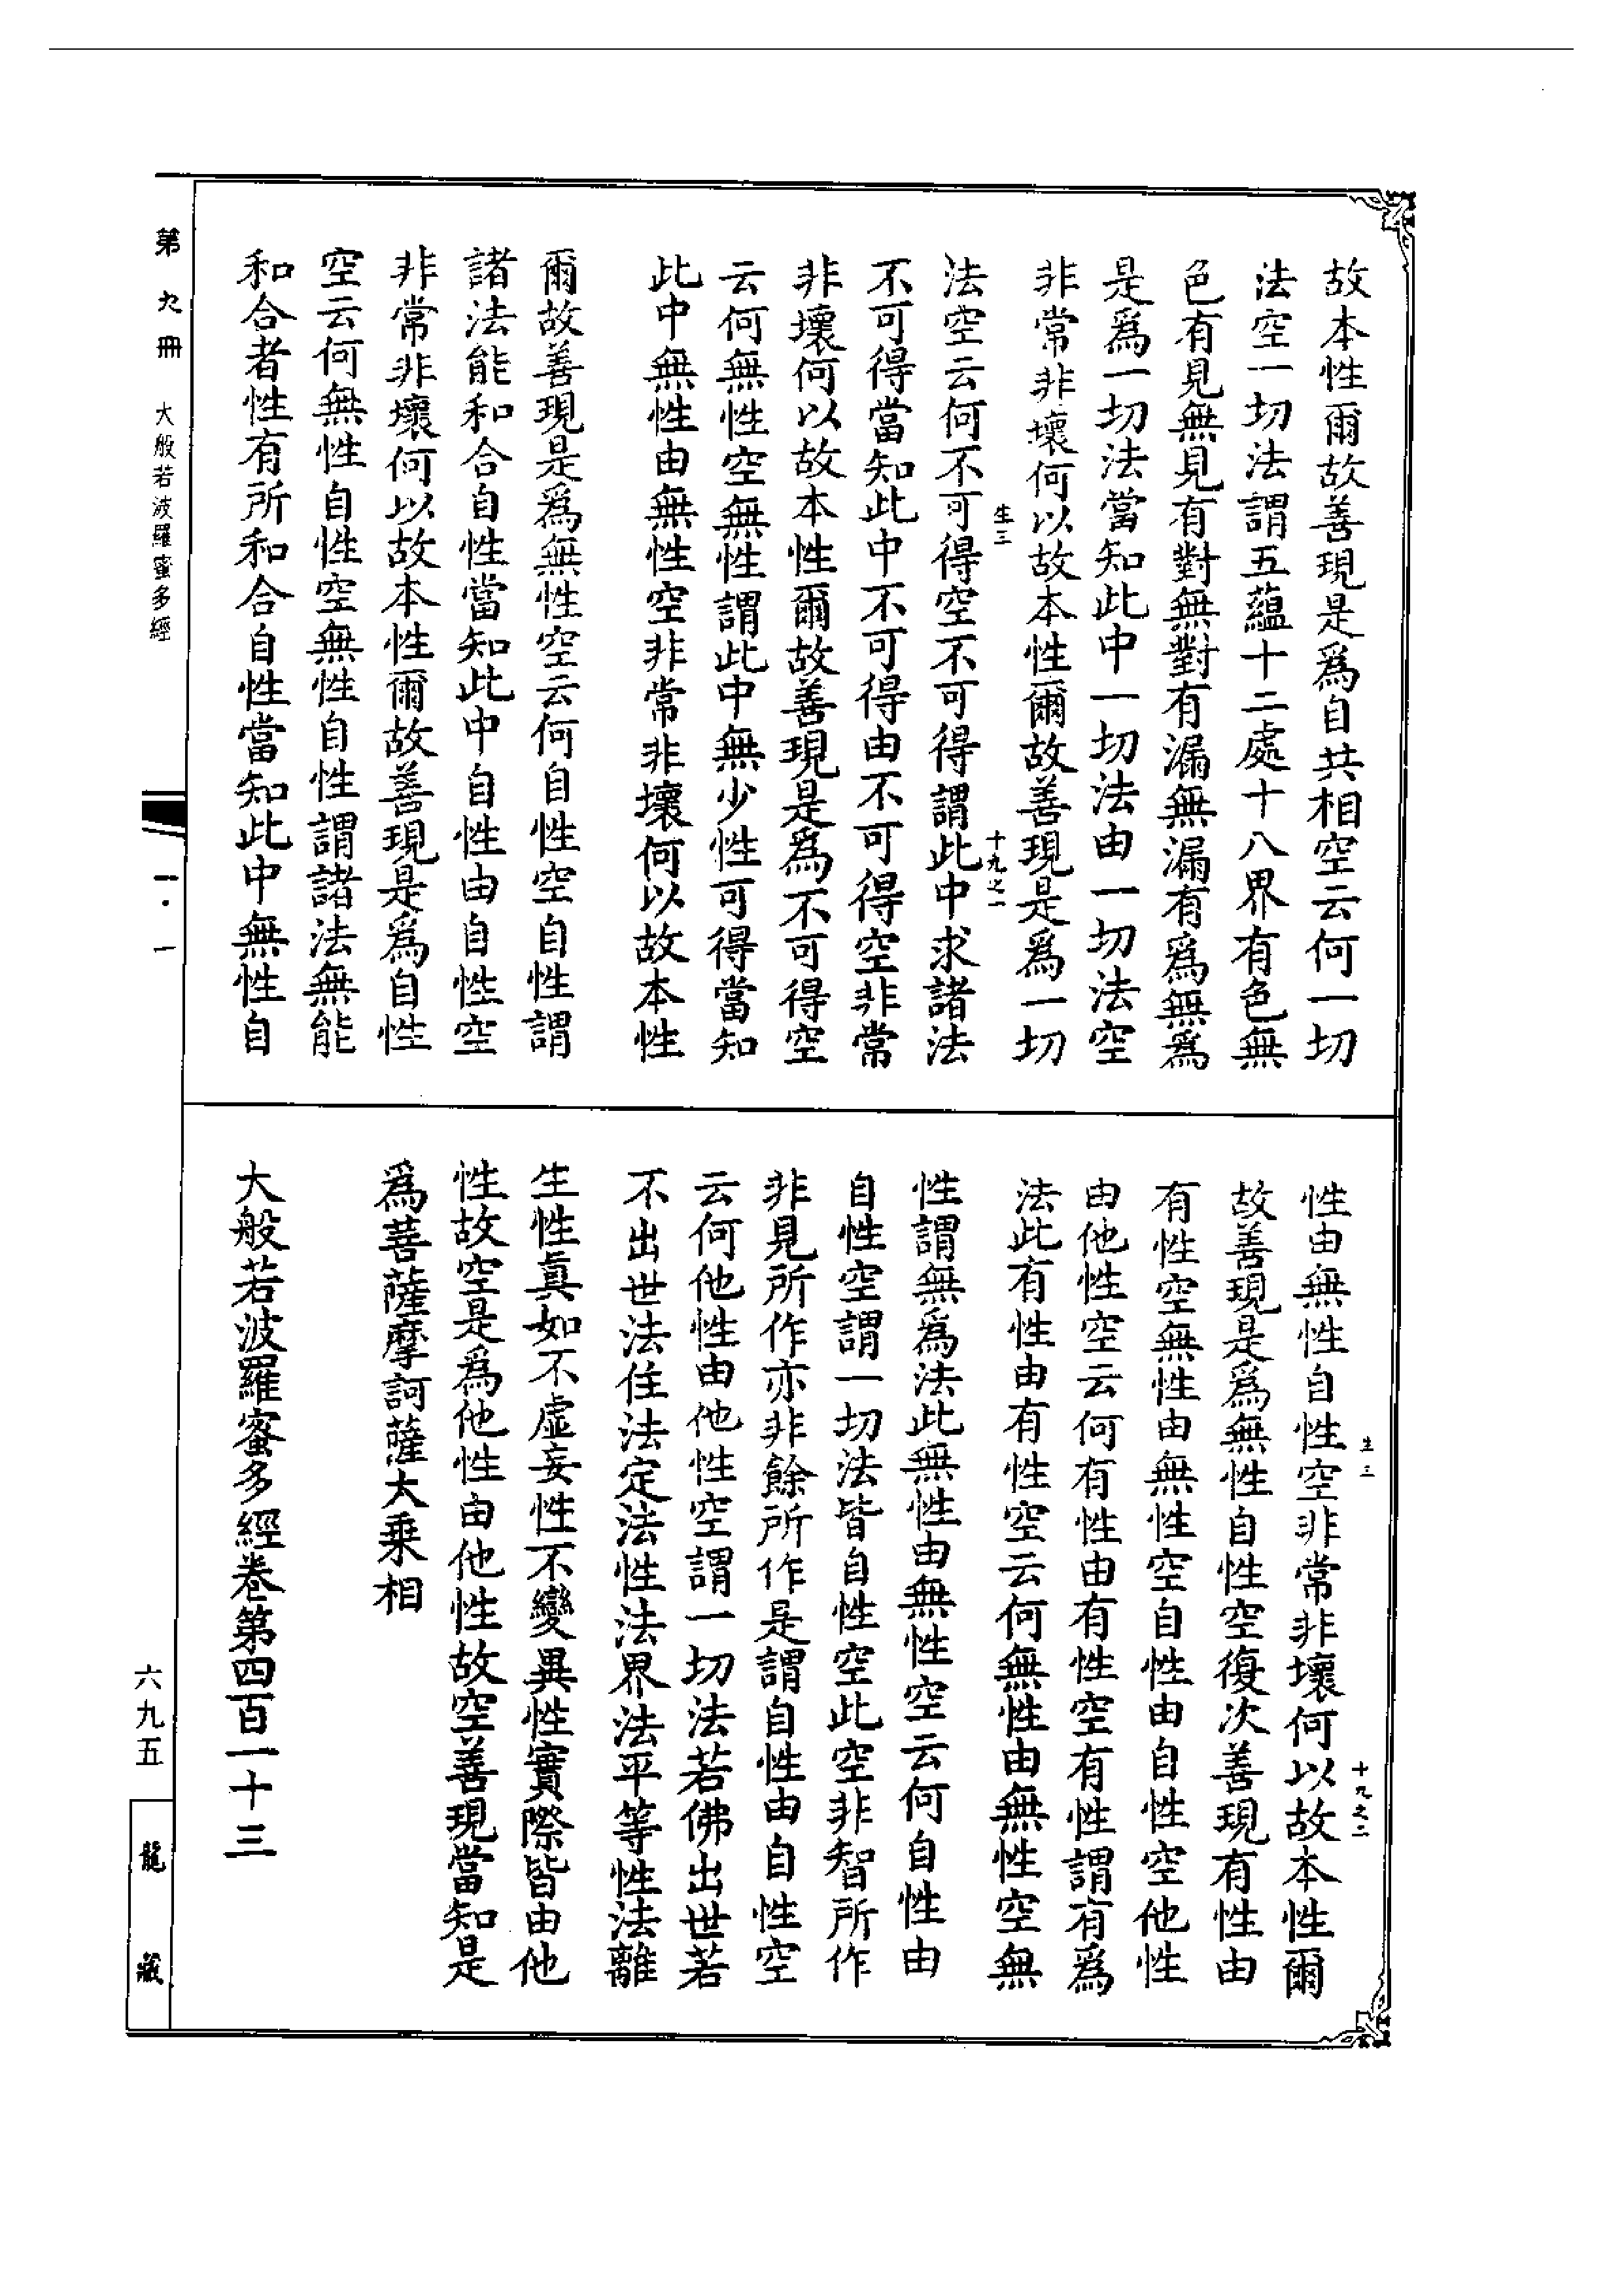 故本性爾故善現是爲自共相空云何一切
法空一切法謂五蘊十二處十八界有色無
色有見無見有對無對有漏無漏有爲無爲
是爲一切法當知此中一切法由一切法空
非常非壞何以故本性爾故善現是爲一切
生三
十九之一
法空云何不可得空不可得謂此中求諸法
不可得當知此中不可得由不可得空非常
非壞何以故本性爾故善現是爲不可得空
云何無性空無性謂此中無少性可得當知
此中無性由無性空非常非壞何以故本性
爾故善現是爲無性空云何自性空自性謂
諸法能和合自性當知此中自性由自性空
非常非壞何以故本性爾故善現是爲自性
空云何無性自性空無性自性謂諸法無能
和合者性有所和合自性當知此中無性自
生三
十九之二
性由無性自性空非常非壞何以故本性爾
故善現是爲無性自性空復次善現有性由
有性空無性由無性空自性由自性空他性
由他性空云何有性由有性空有性謂有爲
法此有性由有性空云何無性由無性空無
性謂無爲法此無性由無性空云何自性由
自性空謂一切法皆自性空此空非智所作
非見所作亦非餘所作是謂自性由自性空
云何他性由他性空謂一切法若佛出世若
不出世法住法定法性法界法平等性法離
生性眞如不虛妄性不變異性實際皆由他
性故空是爲他性由他性故空善現當知是
爲菩薩摩訶薩大乘相
大般若波羅蜜多經卷第四百一十三
第九冊
大般若波羅蜜多經
一・一
六九五
龍藏